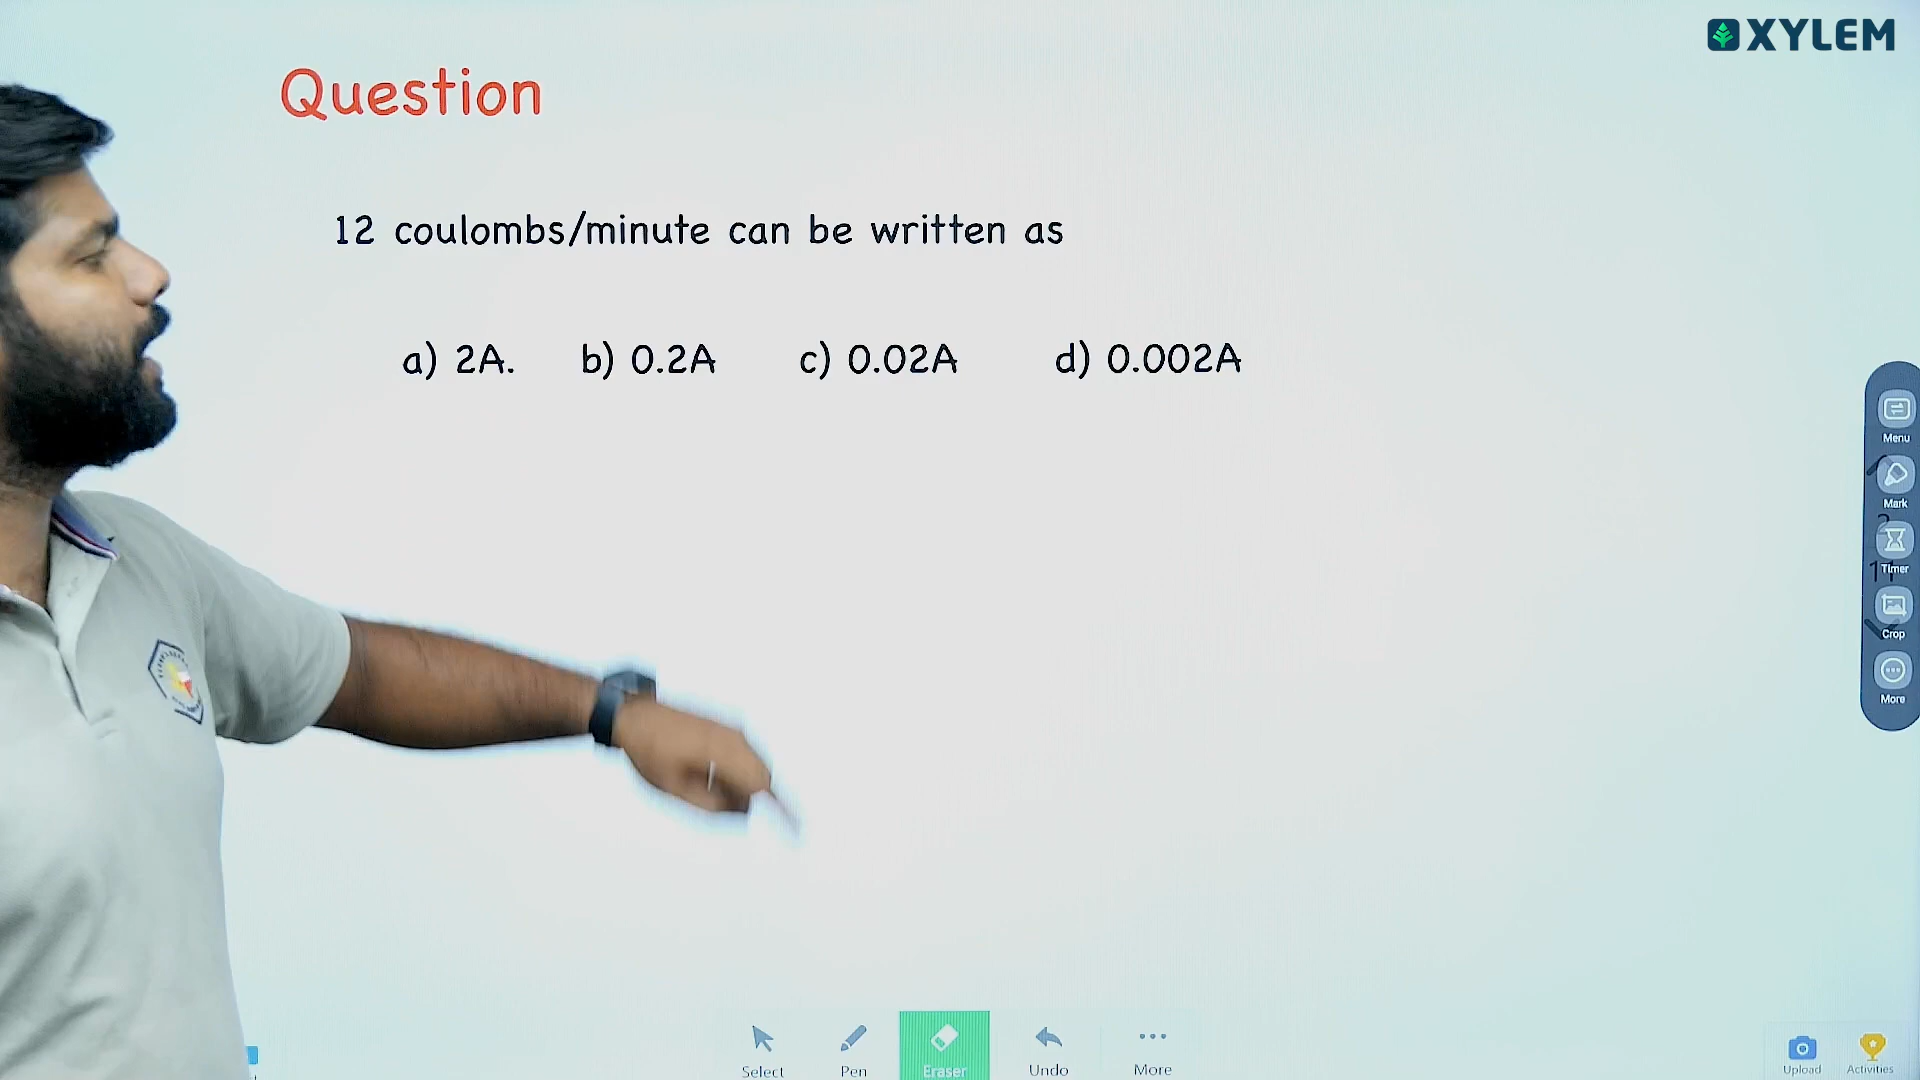 XYLEM
Question
12 coulombs/minute can be written as
a) 2A. b) 0.2A c) 0.02A d) 0.002A
Menu
Mark
Timer
Crop
More
Select Pen Eraser Undo More
Upload Activities